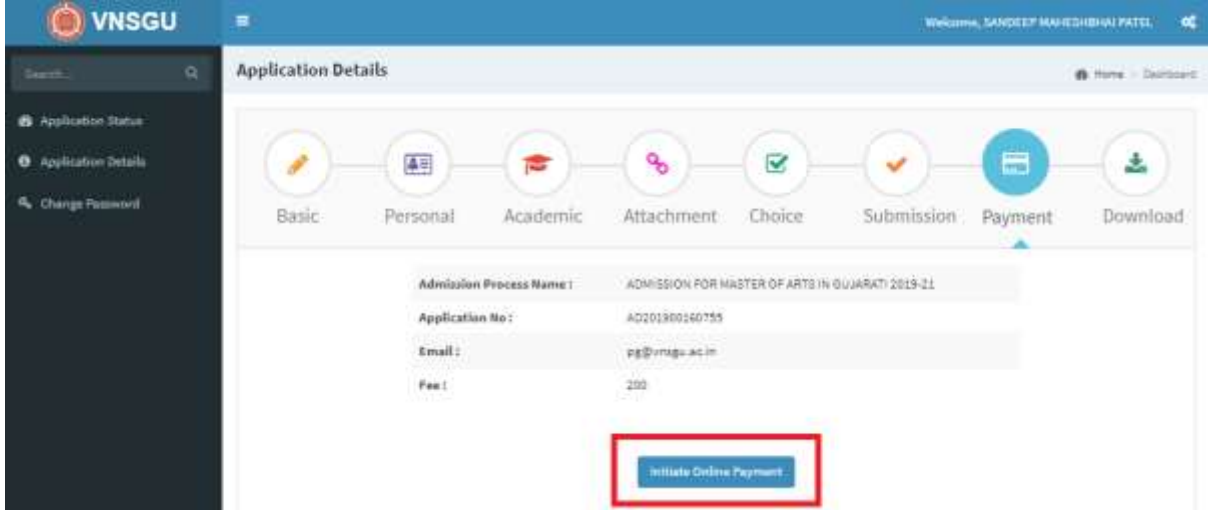 VNSGU
Welcome, SANDEEP MAHESHBHAI PATEL
Search...
Application Details
Home
Dashboard
Application Status
Application Details
Change Password
Basic
Personal
Academic
Attachment
Choice
Submission
Payment
Download
Admission Process Name : ADMISSION FOR MASTER OF ARTS IN GUJARATI 2019-21
Application No : AD201900160755
Email : pg@vnsgu.ac.in
Fee : 200
Initiate Online Payment